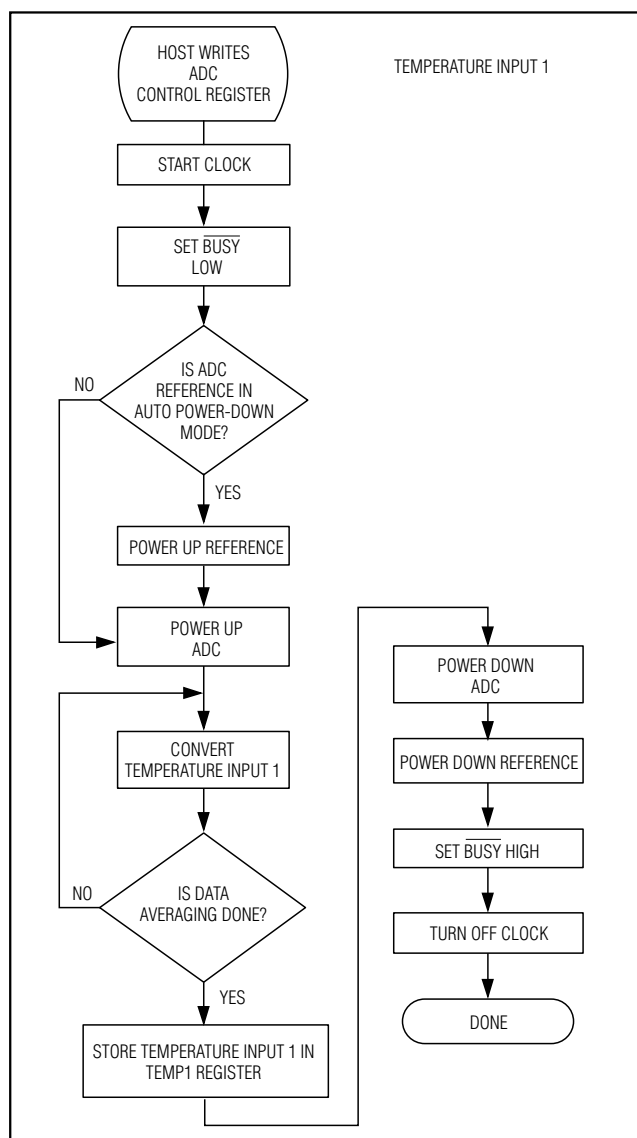 HOST WRITES
ADC
CONTROL REGISTER
TEMPERATURE INPUT 1
START CLOCK
SET B̅U̅S̅Y̅
LOW
IS ADC
REFERENCE IN
AUTO POWER-DOWN
MODE?
NO
YES
POWER UP REFERENCE
POWER UP
ADC
CONVERT
TEMPERATURE INPUT 1
IS DATA
AVERAGING DONE?
NO
YES
STORE TEMPERATURE INPUT 1 IN
TEMP1 REGISTER
POWER DOWN
ADC
POWER DOWN REFERENCE
SET B̅U̅S̅Y̅ HIGH
TURN OFF CLOCK
DONE